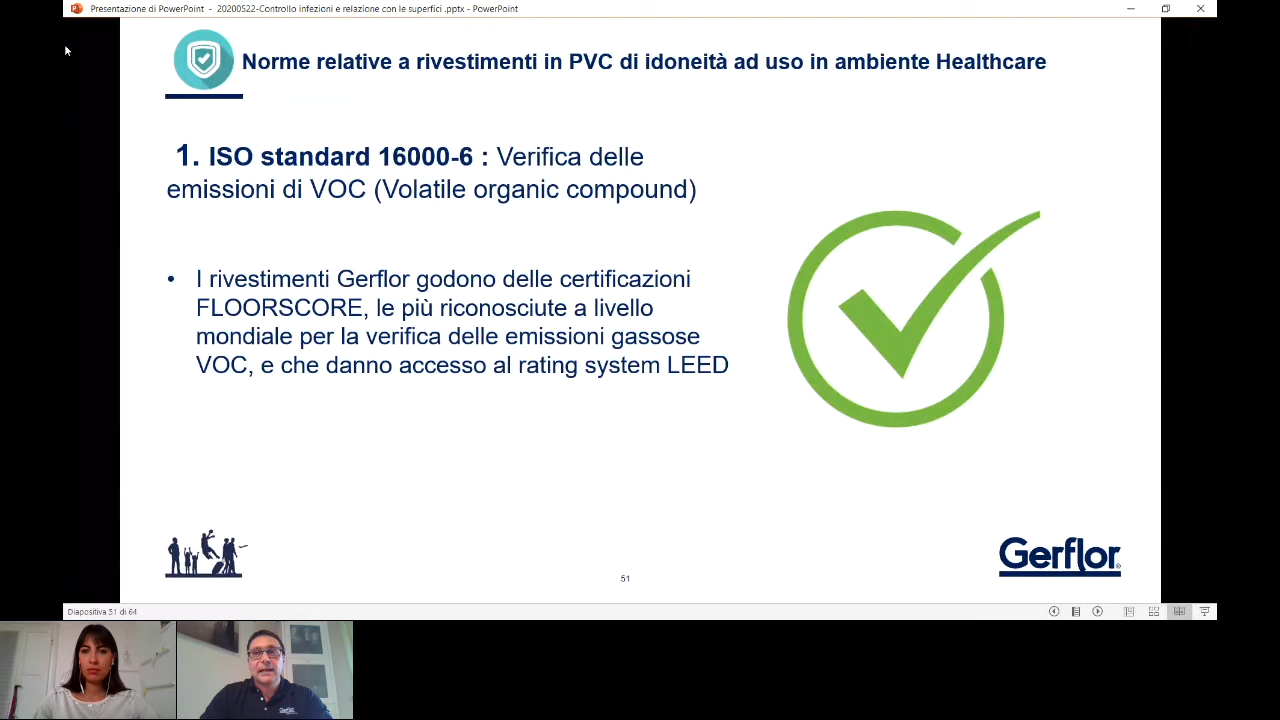 Presentazione di PowerPoint - 20200522-Controllo infezioni e relazione con le superfici .pptx - PowerPoint
Norme relative a rivestimenti in PVC di idoneità ad uso in ambiente Healthcare
1. ISO standard 16000-6 : Verifica delle
emissioni di VOC (Volatile organic compound)
• I rivestimenti Gerflor godono delle certificazioni
FLOORSCORE, le più riconosciute a livello
mondiale per la verifica delle emissioni gassose
VOC, e che danno accesso al rating system LEED
Gerflor®
51
Diapositiva 51 di 64
Gerflor